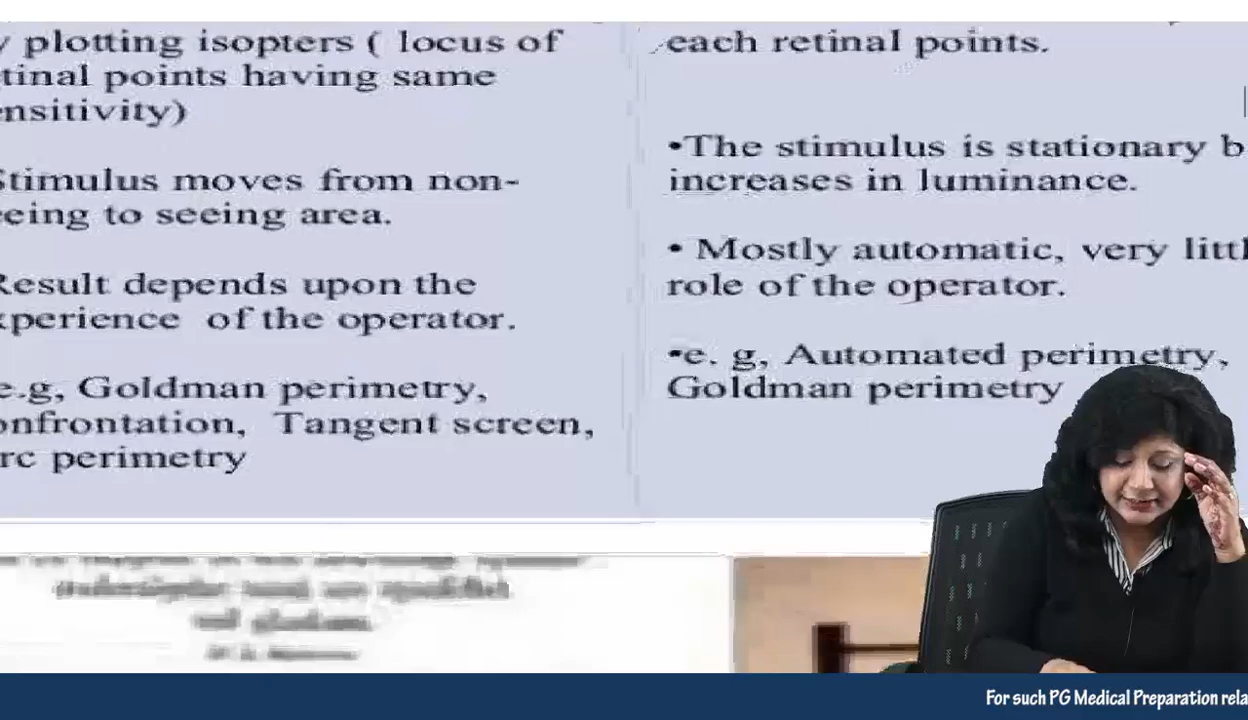 y plotting isopters ( locus of
tinal points having same
ensitivity)
Stimulus moves from non-
eeing to seeing area.
Result depends upon the
xperience of the operator.
e.g, Goldman perimetry,
onfrontation, Tangent screen,
rc perimetry
each retinal points.
•The stimulus is stationary b
increases in luminance.
• Mostly automatic, very littl
role of the operator.
•e. g, Automated perimetry,
Goldman perimetry
For such PG Medical Preparation rela